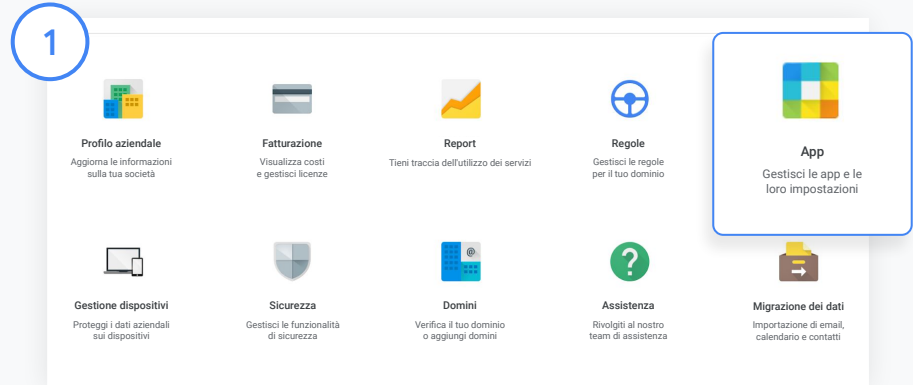 1
Profilo aziendale
Aggiorna le informazioni
sulla tua società
Fatturazione
Visualizza costi
e gestisci licenze
Report
Tieni traccia dell'utilizzo dei servizi
Regole
Gestisci le regole
per il tuo dominio
App
Gestisci le app e le
loro impostazioni
Gestione dispositivi
Proteggi i dati aziendali
sui dispositivi
Sicurezza
Gestisci le funzionalità
di sicurezza
@
Domini
Verifica il tuo dominio
o aggiungi domini
?
Assistenza
Rivolgiti al nostro
team di assistenza
Migrazione dei dati
Importazione di email,
calendario e contatti